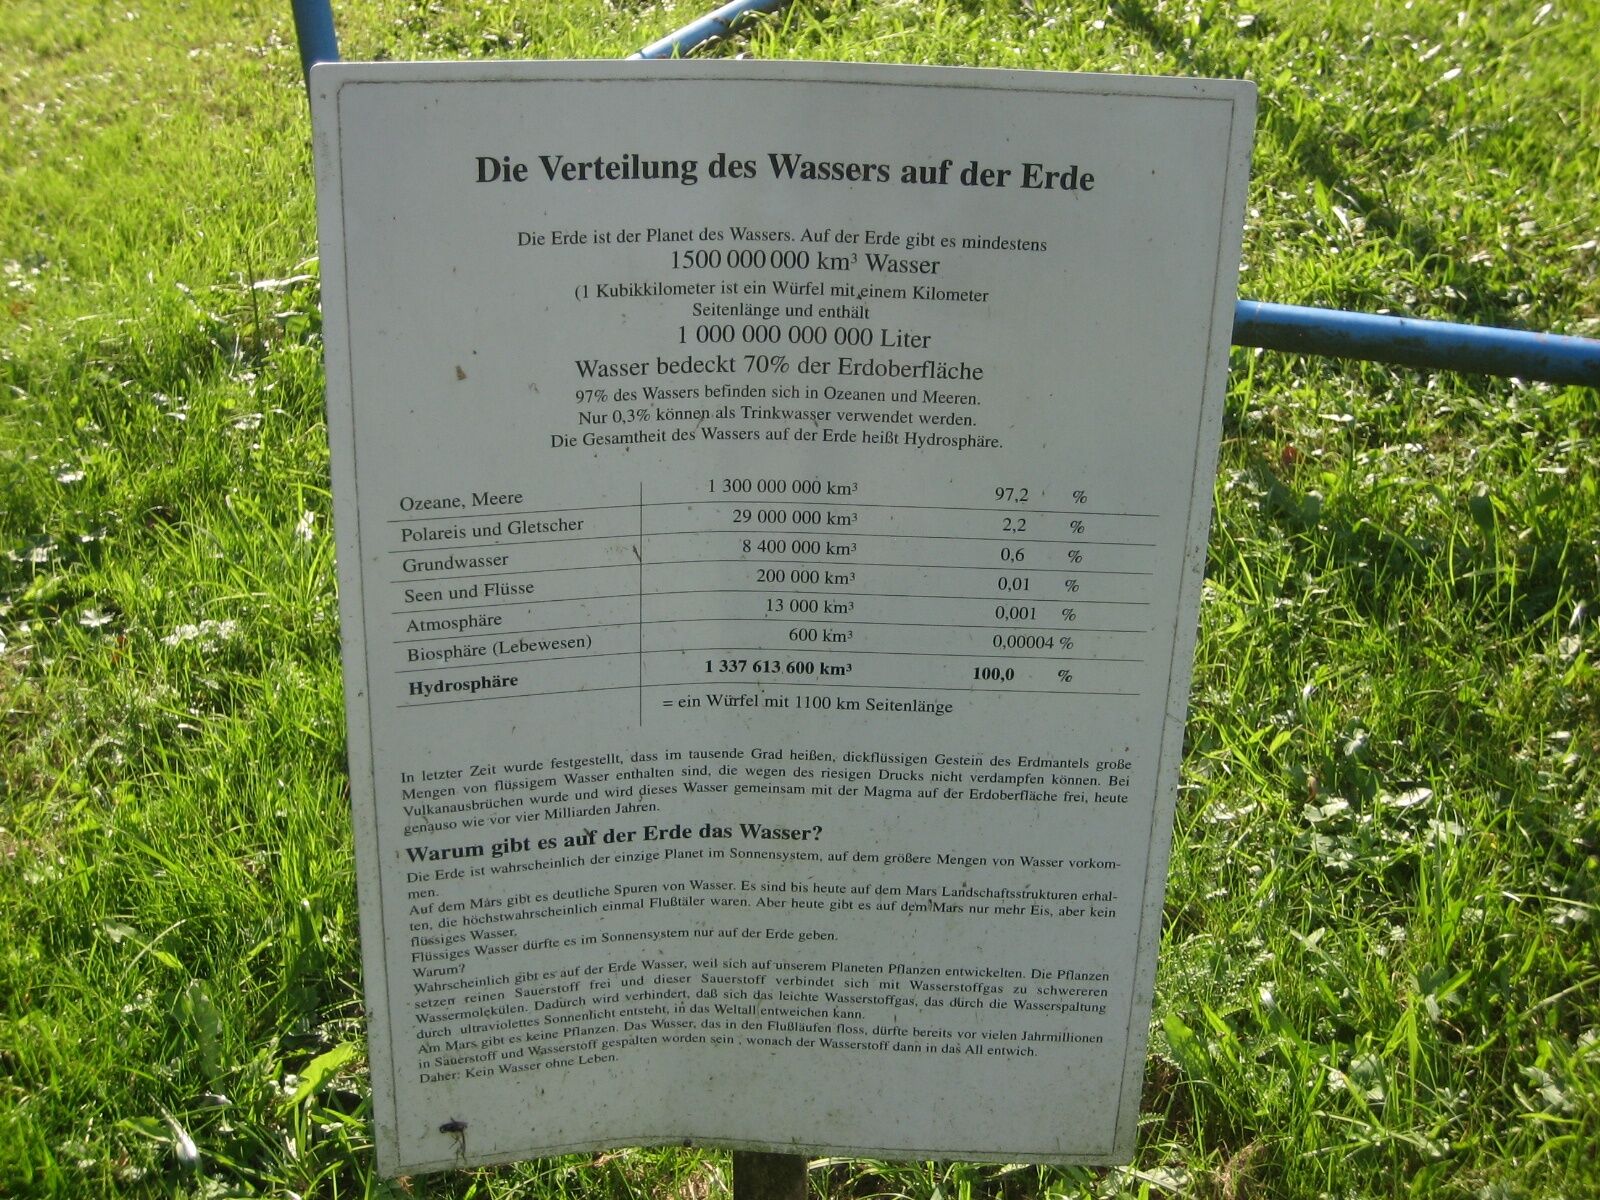 Die Verteilung des Wassers auf der Erde
Die Erde ist der Planet des Wassers. Auf der Erde gibt es mindestens
1500 000 000 km³ Wasser
(1 Kubikkilometer ist ein Würfel mit einem Kilometer
Seitenlänge und enthält
1 000 000 000 000 Liter
Wasser bedeckt 70% der Erdoberfläche
97% des Wassers befinden sich in Ozeanen und Meeren.
Nur 0,3% können als Trinkwasser verwendet werden.
Die Gesamtheit des Wassers auf der Erde heißt Hydrosphäre.
Ozeane, Meere 1 300 000 000 km³ 97,2 %
Polareis und Gletscher 29 000 000 km³ 2,2 %
Grundwasser 8 400 000 km³ 0,6 %
Seen und Flüsse 200 000 km³ 0,01 %
Atmosphäre 13 000 km³ 0,001 %
Biosphäre (Lebewesen) 600 km³ 0,00004 %
Hydrosphäre 1 337 613 600 km³ 100,0 %
= ein Würfel mit 1100 km Seitenlänge
In letzter Zeit wurde festgestellt, dass im tausende Grad heißen, dickflüssigen Gestein des Erdmantels große
Mengen von flüssigem Wasser enthalten sind, die wegen des riesigen Drucks nicht verdampfen können. Bei
Vulkanausbrüchen wurde und wird dieses Wasser gemeinsam mit der Magma auf der Erdoberfläche frei, heute
genauso wie vor vier Milliarden Jahren.
Warum gibt es auf der Erde das Wasser?
Die Erde ist wahrscheinlich der einzige Planet im Sonnensystem, auf dem größere Mengen von Wasser vorkom-
men.
Auf dem Mars gibt es deutliche Spuren von Wasser. Es sind bis heute auf dem Mars Landschaftsstrukturen erhal-
ten, die höchstwahrscheinlich einmal Flußtäler waren. Aber heute gibt es auf dem Mars nur mehr Eis, aber kein
flüssiges Wasser.
Flüssiges Wasser dürfte es im Sonnensystem nur auf der Erde geben.
Warum?
Wahrscheinlich gibt es auf der Erde Wasser, weil sich auf unserem Planeten Pflanzen entwickelten. Die Pflanzen
setzen reinen Sauerstoff frei und dieser Sauerstoff verbindet sich mit Wasserstoffgas zu schwereren
Wassermolekülen. Dadurch wird verhindert, daß sich das leichte Wasserstoffgas, das durch die Wasserspaltung
durch ultraviolettes Sonnenlicht entsteht, in das Weltall entweichen kann.
Am Mars gibt es keine Pflanzen. Das Wasser, das in den Flußläufen floss, dürfte bereits vor vielen Jahrmillionen
in Sauerstoff und Wasserstoff gespalten worden sein , wonach der Wasserstoff dann in das All entwich.
Daher: Kein Wasser ohne Leben.